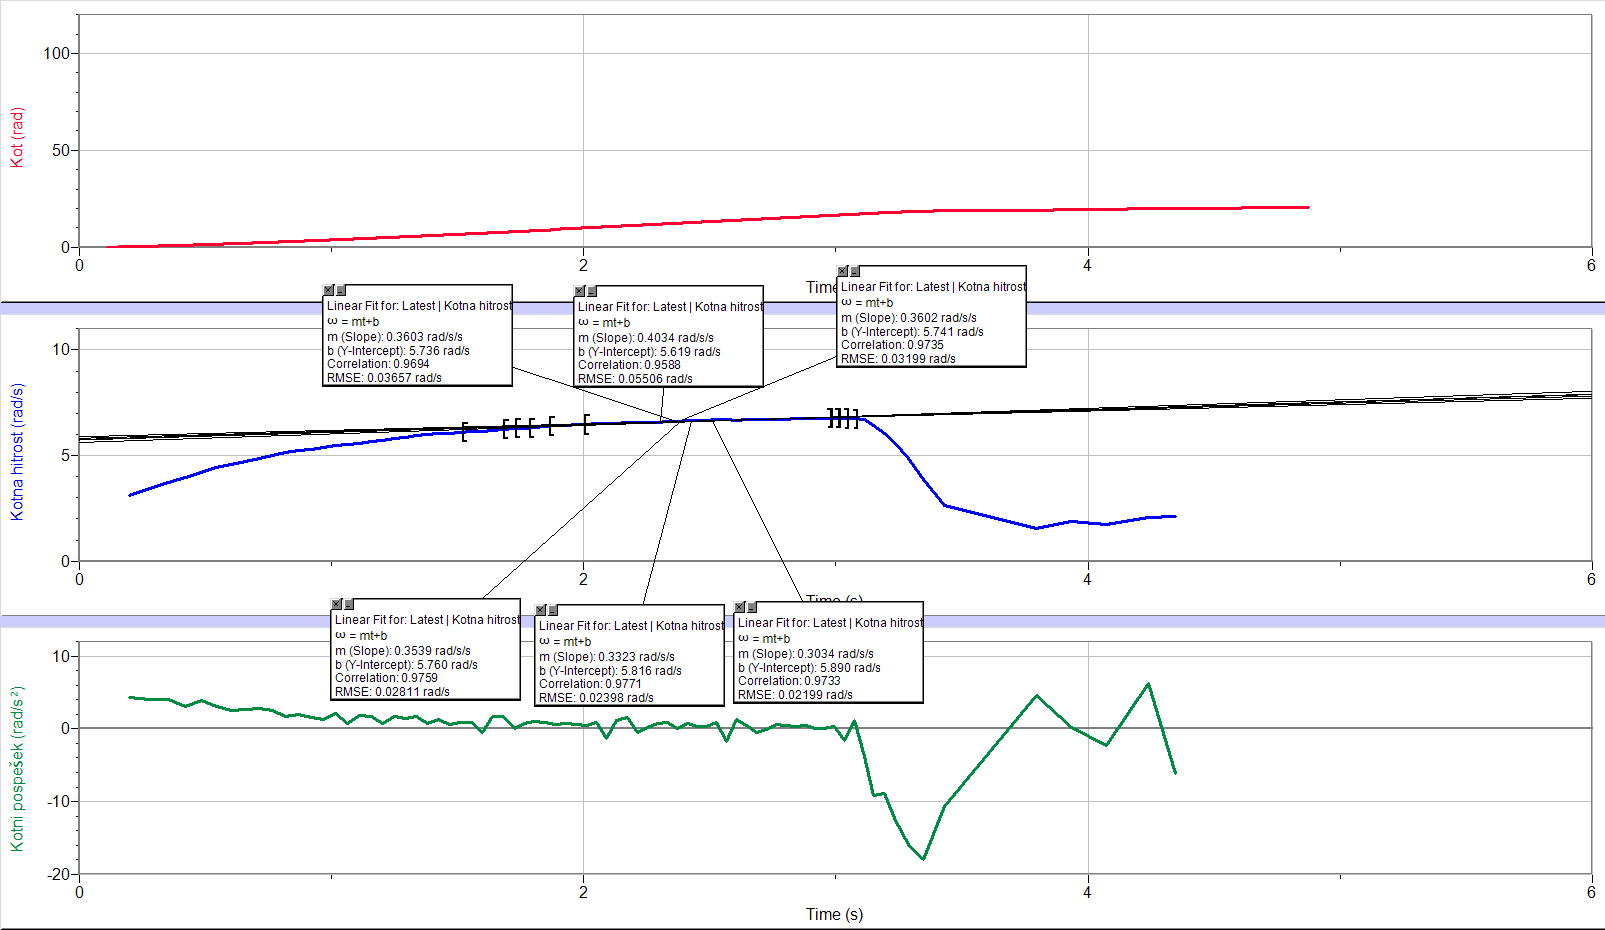 Kot (rad)
100
50
0
0
2
4
6
Time
Linear Fit for: Latest | Kotna hitrost
ω = mt+b
m (Slope): 0.3603 rad/s/s
b (Y-Intercept): 5.736 rad/s
Correlation: 0.9694
RMSE: 0.03657 rad/s
Linear Fit for: Latest | Kotna hitrost
ω = mt+b
m (Slope): 0.4034 rad/s/s
b (Y-Intercept): 5.619 rad/s
Correlation: 0.9588
RMSE: 0.05506 rad/s
Linear Fit for: Latest | Kotna hitrost
ω = mt+b
m (Slope): 0.3602 rad/s/s
b (Y-Intercept): 5.741 rad/s
Correlation: 0.9735
RMSE: 0.03199 rad/s
Kotna hitrost (rad/s)
10
5
0
0
2
4
6
Time (s)
Linear Fit for: Latest | Kotna hitrost
ω = mt+b
m (Slope): 0.3539 rad/s/s
b (Y-Intercept): 5.760 rad/s
Correlation: 0.9759
RMSE: 0.02811 rad/s
Linear Fit for: Latest | Kotna hitrost
ω = mt+b
m (Slope): 0.3323 rad/s/s
b (Y-Intercept): 5.816 rad/s
Correlation: 0.9771
RMSE: 0.02398 rad/s
Linear Fit for: Latest | Kotna hitrost
ω = mt+b
m (Slope): 0.3034 rad/s/s
b (Y-Intercept): 5.890 rad/s
Correlation: 0.9733
RMSE: 0.02199 rad/s
Kotni pospešek (rad/s²)
10
0
-10
-20
0
2
4
6
Time (s)